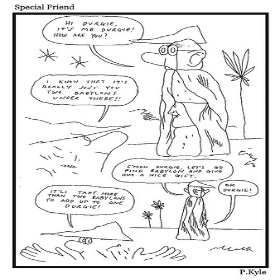 Special Friend
HI DURGIE,
IT'S ME DURGIE!
HOW ARE YOU?
I KNOW THAT IT'S
REALLY JUST YOU
TWO BABYLANS
UNDER THERE!!
C'MON DURGIE, LET'S GO
FIND BABYLON AND GIVE
HIM A NICE GIFT.
OK
DURGIE!
IT'LL TAKE MORE
THAN TWO BABYLANS
TO ADD UP TO ONE
DURGIE!
P.Kyle